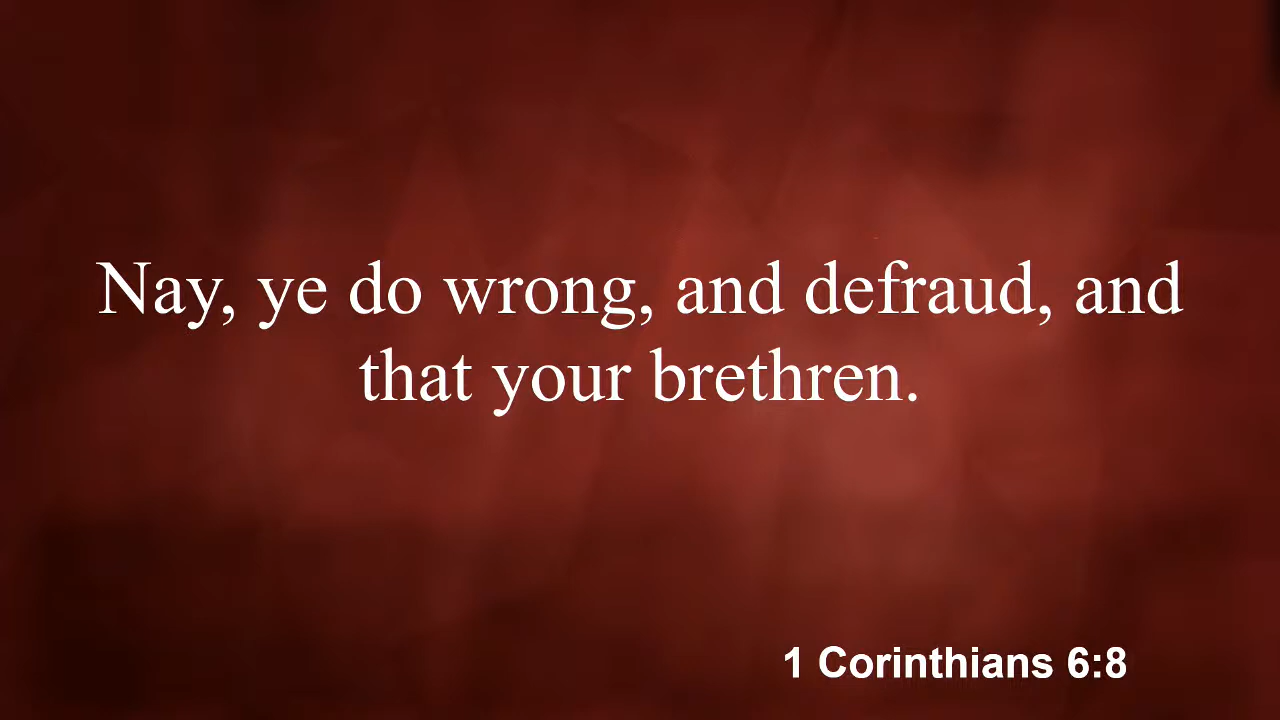 Nay, ye do wrong, and defraud, and
that your brethren.
1 Corinthians 6:8